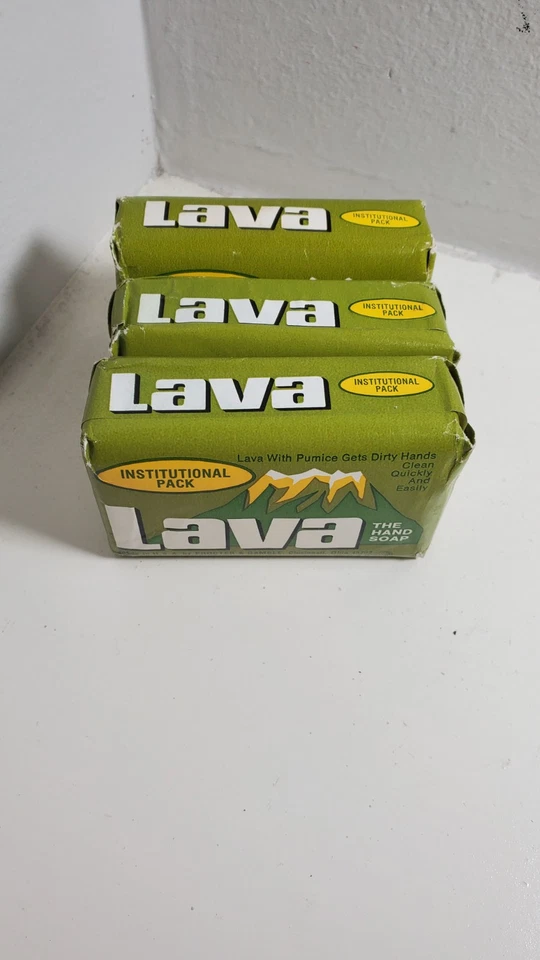 Lava
INSTITUTIONAL
PACK
Lava
INSTITUTIONAL
PACK
Lava
INSTITUTIONAL
PACK
Lava With Pumice Gets Dirty Hands
Clean
Quickly
And
Easily
INSTITUTIONAL
PACK
Lava
THE
HAND
SOAP